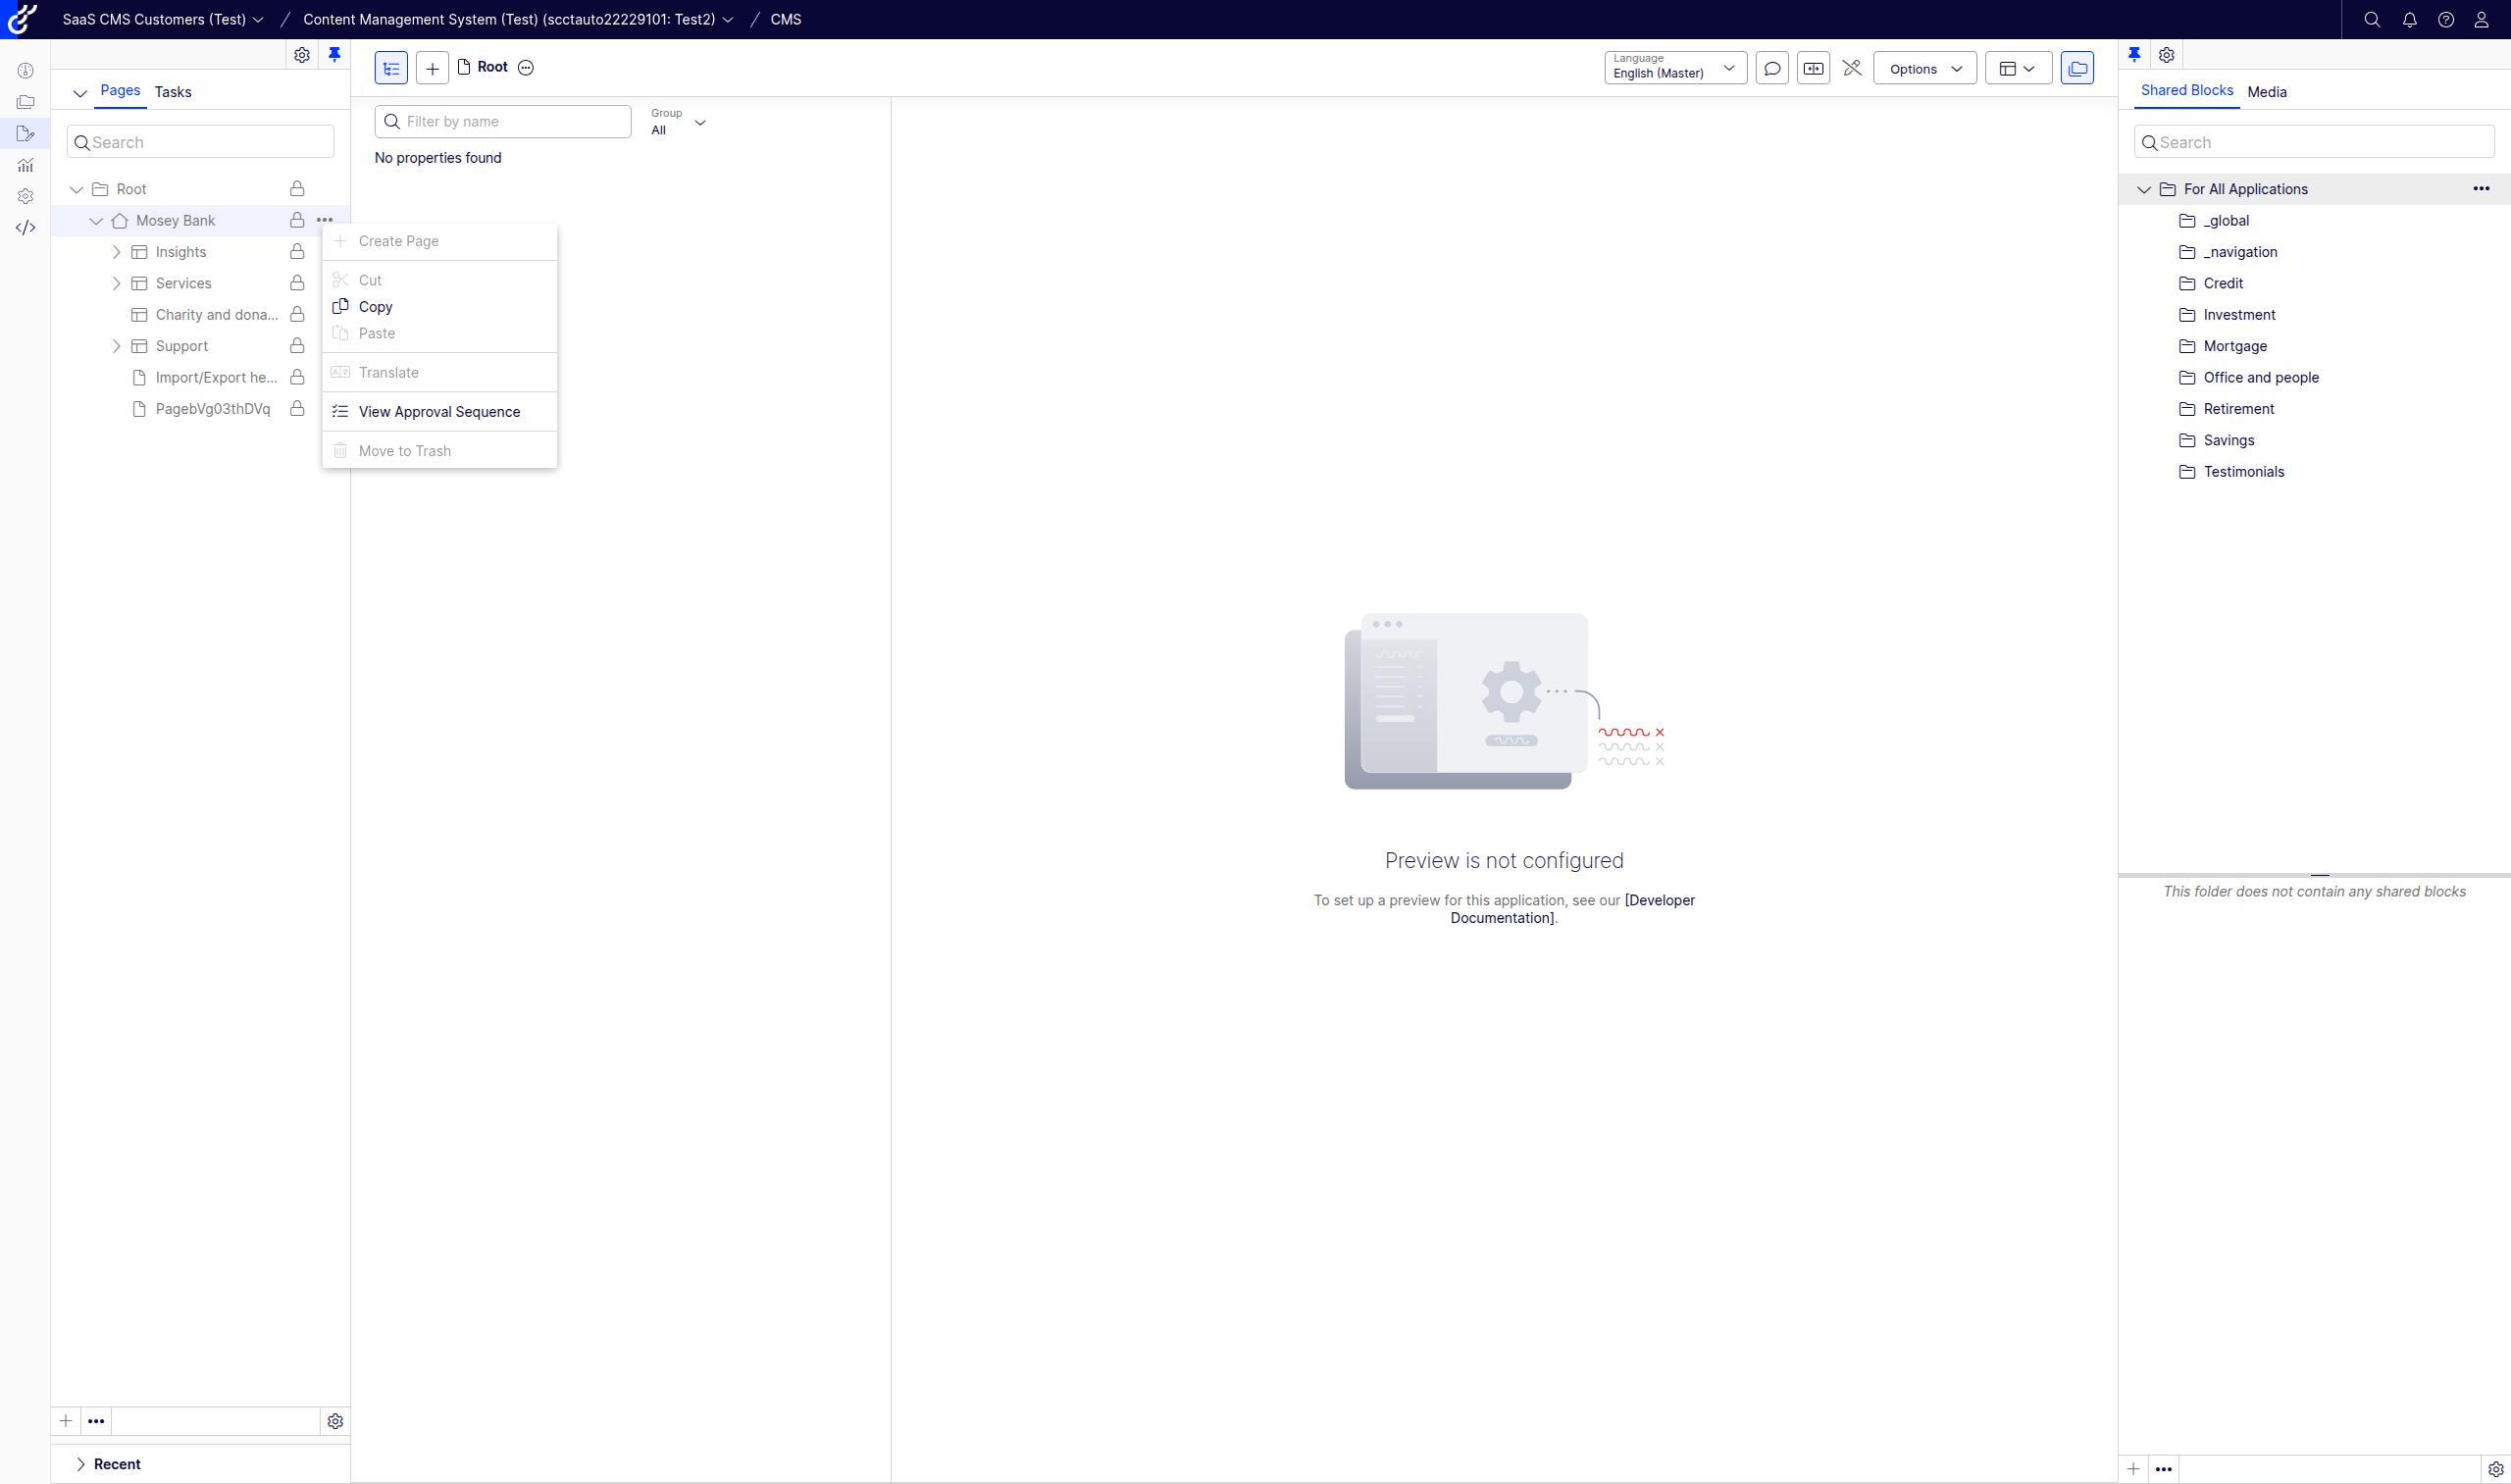 SaaS CMS Customers (Test) / Content Management System (Test) (scctauto22229101: Test2) / CMS
Pages Tasks
Search
Root
Mosey Bank
Insights
Services
Charity and dona...
Support
Import/Export he...
PagebVg03thDVq
Recent
Create Page
Cut
Copy
Paste
Translate
View Approval Sequence
Move to Trash
Root
Language
English (Master)
Options
Filter by name
Group
All
No properties found
Preview is not configured
To set up a preview for this application, see our [Developer
Documentation].
Shared Blocks Media
Search
For All Applications
_global
_navigation
Credit
Investment
Mortgage
Office and people
Retirement
Savings
Testimonials
This folder does not contain any shared blocks